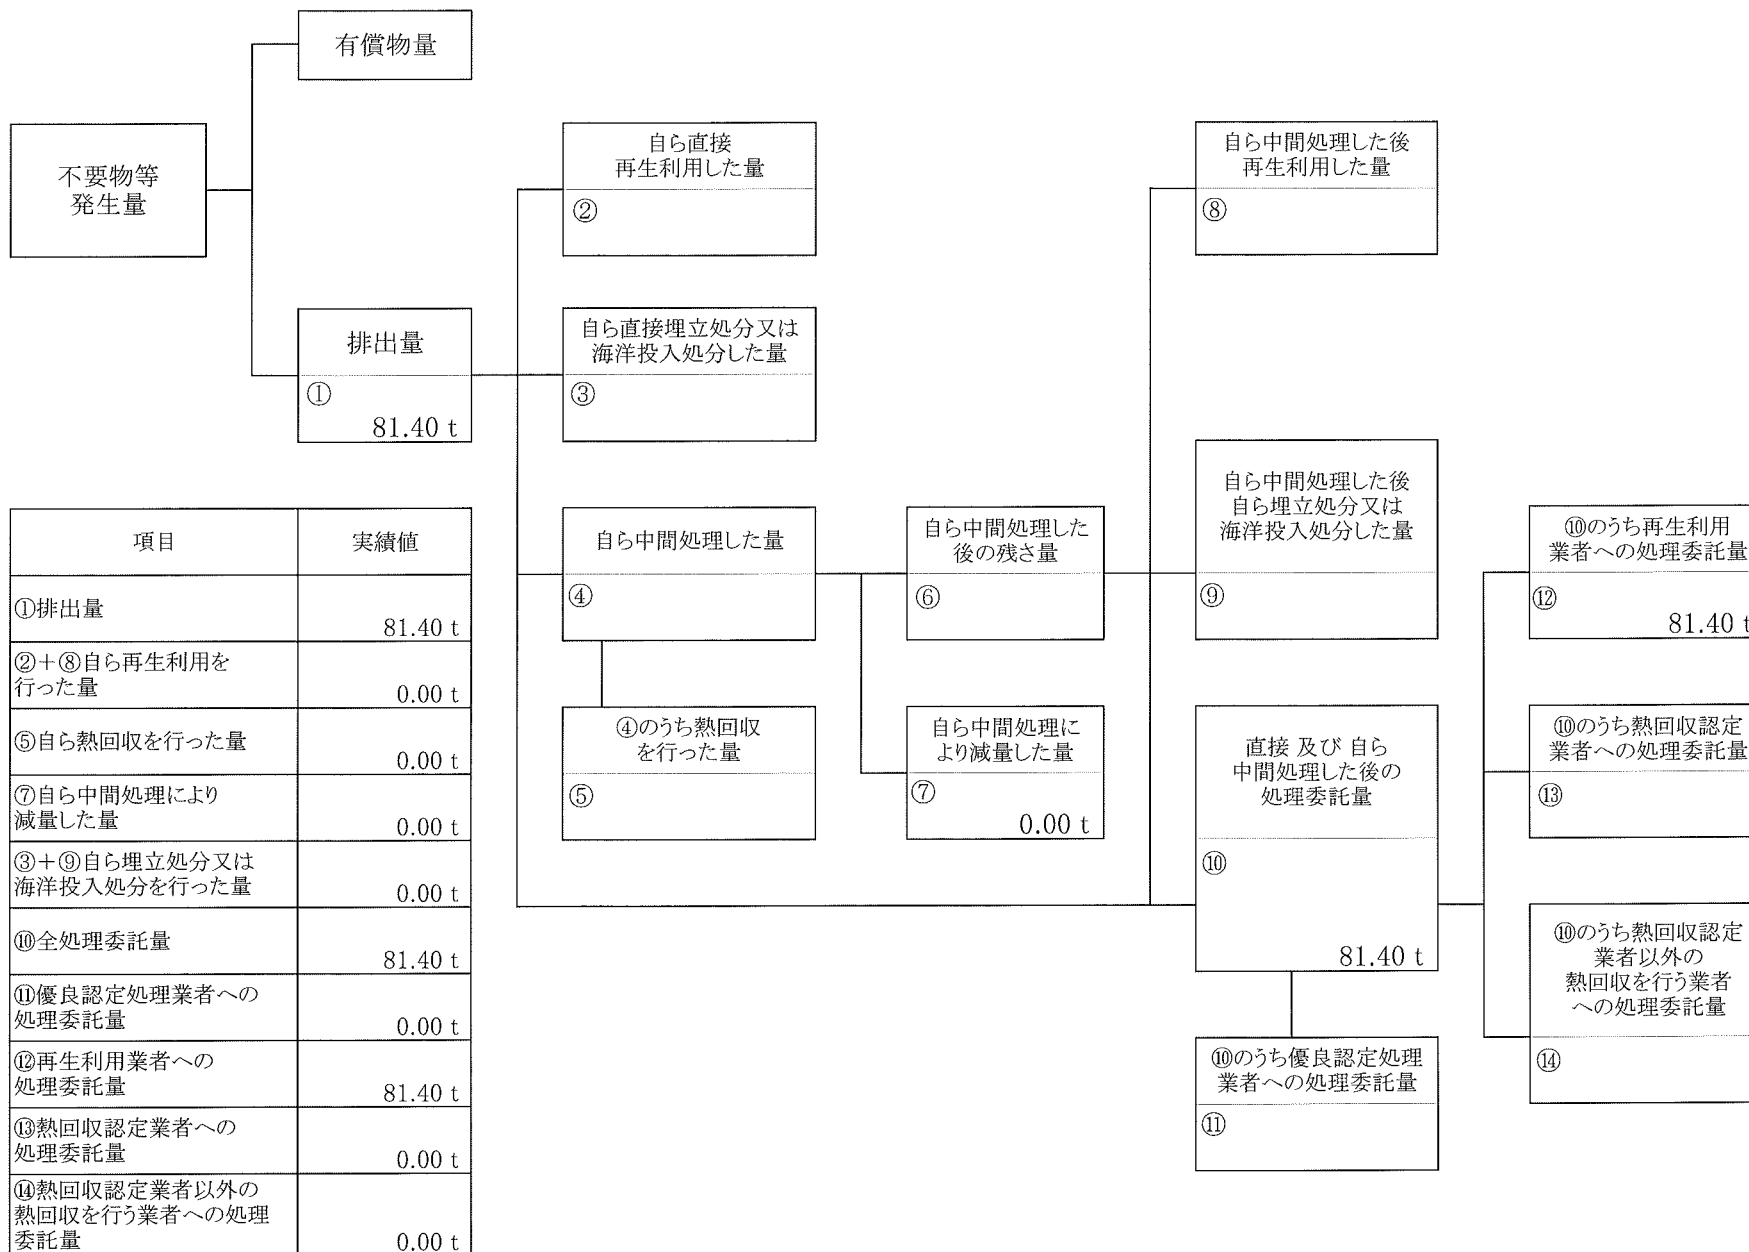 有償物量
不要物等
発生量
排出量
①
81.40 t
自ら直接
再生利用した量
②
自ら直接埋立処分又は
海洋投入処分した量
③
自ら中間処理した量
④
④のうち熱回収
を行った量
⑤
自ら中間処理した
後の残さ量
⑥
自ら中間処理に
より減量した量
⑦
0.00 t
自ら中間処理した後
再生利用した量
⑧
自ら中間処理した後
自ら埋立処分又は
海洋投入処分した量
⑨
直接 及び 自ら
中間処理した後の
処理委託量
⑩
81.40 t
⑩のうち優良認定処理
業者への処理委託量
⑪
⑩のうち再生利用
業者への処理委託量
⑫
81.40 t
⑩のうち熱回収認定
業者への処理委託量
⑬
⑩のうち熱回収認定
業者以外の
熱回収を行う業者
への処理委託量
⑭
項目 実績値
①排出量
81.40 t
②+⑧自ら再生利用を
行った量
0.00 t
⑤自ら熱回収を行った量
0.00 t
⑦自ら中間処理により
減量した量
0.00 t
③+⑨自ら埋立処分又は
海洋投入処分を行った量
0.00 t
⑩全処理委託量
81.40 t
⑪優良認定処理業者への
処理委託量
0.00 t
⑫再生利用業者への
処理委託量
81.40 t
⑬熱回収認定業者への
処理委託量
0.00 t
⑭熱回収認定業者以外の
熱回収を行う業者への処理
委託量
0.00 t